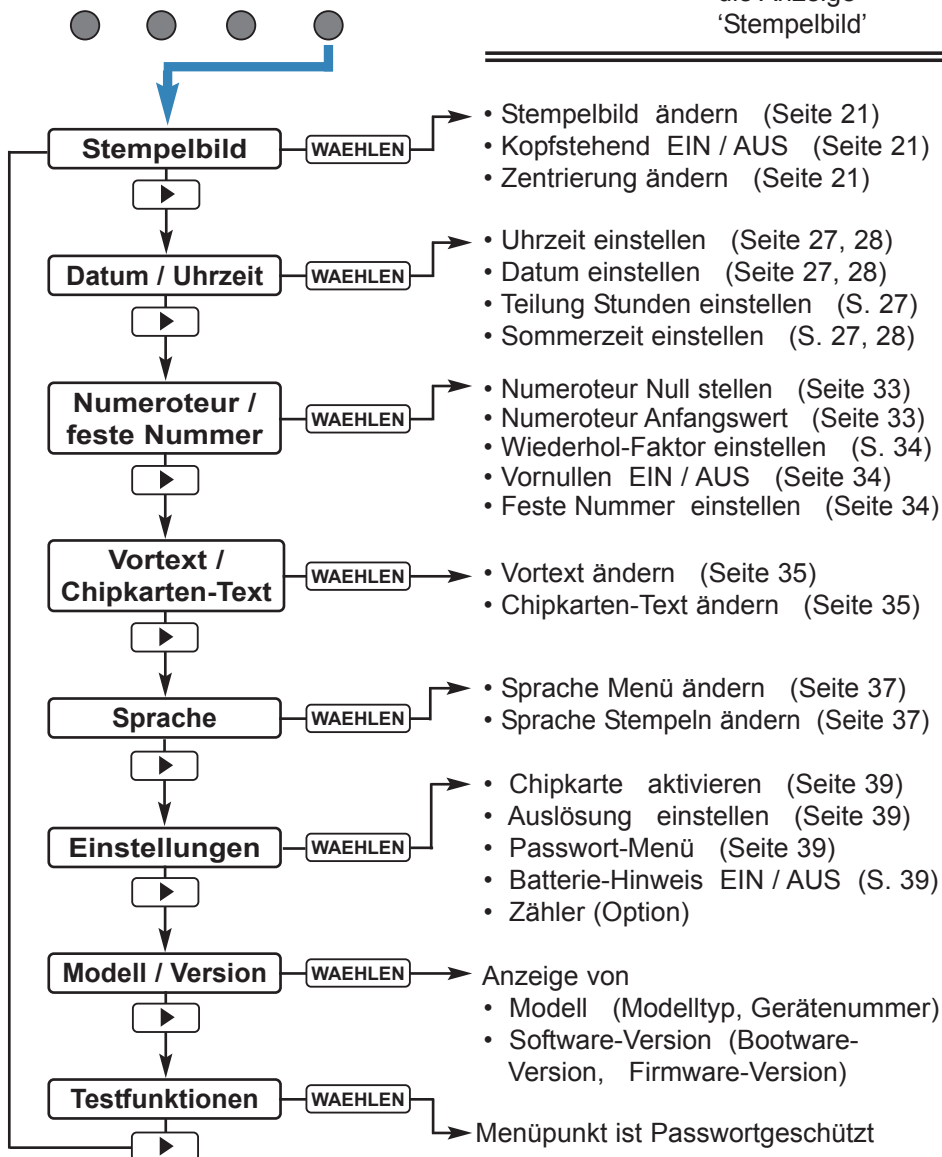 die Anzeige
‘Stempelbild’
Stempelbild
WAEHLEN
• Stempelbild ändern (Seite 21)
• Kopfstehend EIN / AUS (Seite 21)
• Zentrierung ändern (Seite 21)
Datum / Uhrzeit
WAEHLEN
• Uhrzeit einstellen (Seite 27, 28)
• Datum einstellen (Seite 27, 28)
• Teilung Stunden einstellen (S. 27)
• Sommerzeit einstellen (S. 27, 28)
Numeroteur /
feste Nummer
WAEHLEN
• Numeroteur Null stellen (Seite 33)
• Numeroteur Anfangswert (Seite 33)
• Wiederhol-Faktor einstellen (S. 34)
• Vornullen EIN / AUS (Seite 34)
• Feste Nummer einstellen (Seite 34)
Vortext /
Chipkarten-Text
WAEHLEN
• Vortext ändern (Seite 35)
• Chipkarten-Text ändern (Seite 35)
Sprache
WAEHLEN
• Sprache Menü ändern (Seite 37)
• Sprache Stempeln ändern (Seite 37)
Einstellungen
WAEHLEN
• Chipkarte aktivieren (Seite 39)
• Auslösung einstellen (Seite 39)
• Passwort-Menü (Seite 39)
• Batterie-Hinweis EIN / AUS (S. 39)
• Zähler (Option)
Modell / Version
WAEHLEN
Anzeige von
• Modell (Modelltyp, Gerätenummer)
• Software-Version (Bootware-
Version, Firmware-Version)
Testfunktionen
WAEHLEN
Menüpunkt ist Passwortgeschützt